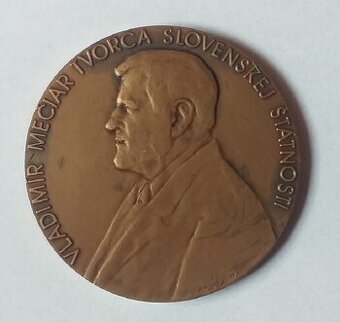 VLADIMÍR MEČIAR TVORCA SLOVENSKEJ ŠTÁTNOSTI